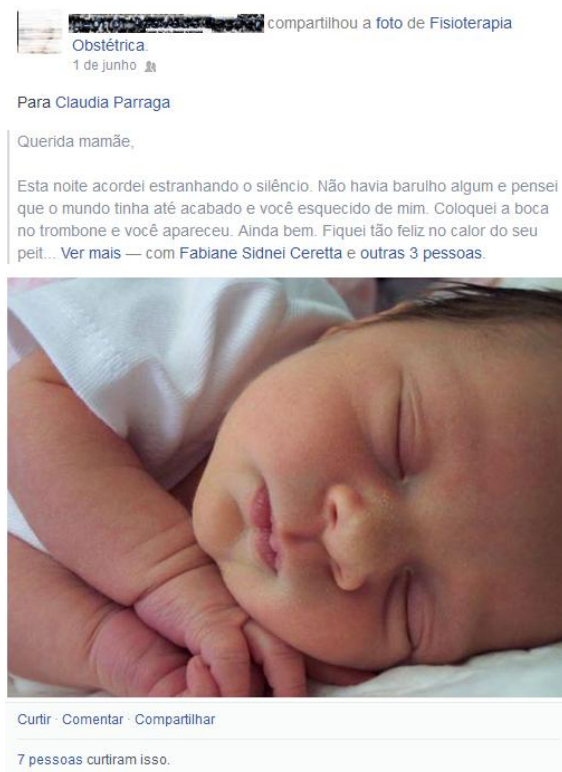 compartilhou a foto de Fisioterapia
Obstétrica.
1 de junho
Para Claudia Parraga
Querida mamãe,
Esta noite acordei estranhando o silêncio. Não havia barulho algum e pensei
que o mundo tinha até acabado e você esquecido de mim. Coloquei a boca
no trombone e você apareceu. Ainda bem. Fiquei tão feliz no calor do seu
peit... Ver mais — com Fabiane Sidnei Ceretta e outras 3 pessoas.
Curtir · Comentar · Compartilhar
7 pessoas curtiram isso.